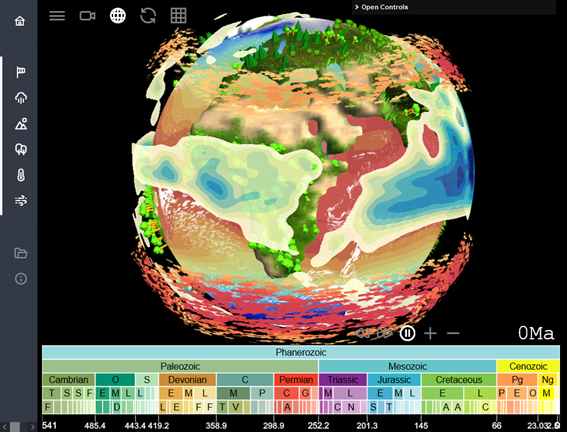 Open Controls
0Ma
Phanerozoic
Paleozoic Mesozoic Cenozoic
Cambrian O S Devonian C Permian Triassic Jurassic Cretaceous Pg Ng
T S S F E M L L E M L M P C G M L E M L E L P E O M
F D L E F F T V A L C N S T A A C
541 485.4 443.4 419.2 358.9 298.9 252.2 201.3 145 66 23.03